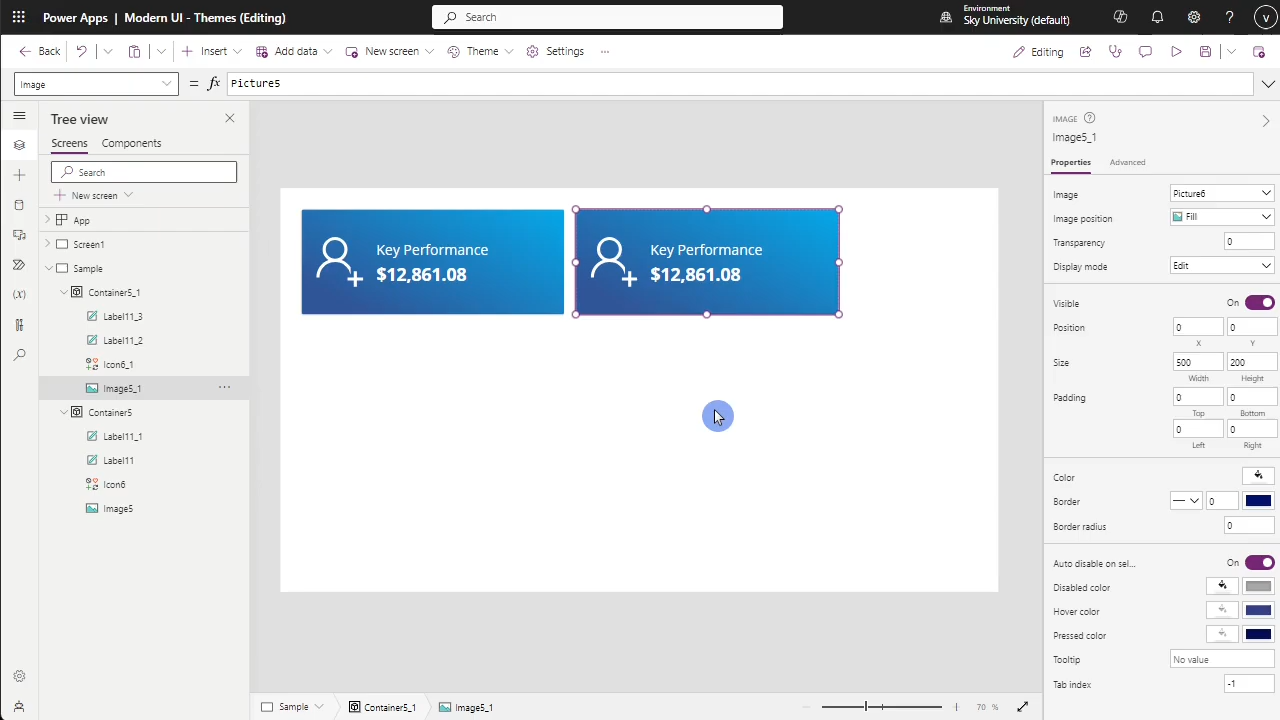 Power Apps | Modern UI - Themes (Editing)
Search
Environment
Sky University (default)
?
V
Back
Insert
Add data
New screen
Theme
Settings
...
Editing
Image
= fx Picture5
Tree view
Screens
Components
Search
New screen
App
Screen1
Sample
Container5_1
Label11_3
Label11_2
Icon6_1
Image5_1
...
Container5
Label11_1
Label11
Icon6
Image5
Key Performance
$12,861.08
Key Performance
$12,861.08
IMAGE
Image5_1
Properties
Advanced
Image
Picture6
Image position
Fill
Transparency
0
Display mode
Edit
Visible
On
Position
0
0
X
Y
Size
500
200
Width
Height
Padding
0
0
Top
Bottom
0
0
Left
Right
Color
Border
0
Border radius
0
Auto disable on sel...
On
Disabled color
Hover color
Pressed color
Tooltip
No value
Tab index
-1
Sample
Container5_1
Image5_1
70 %